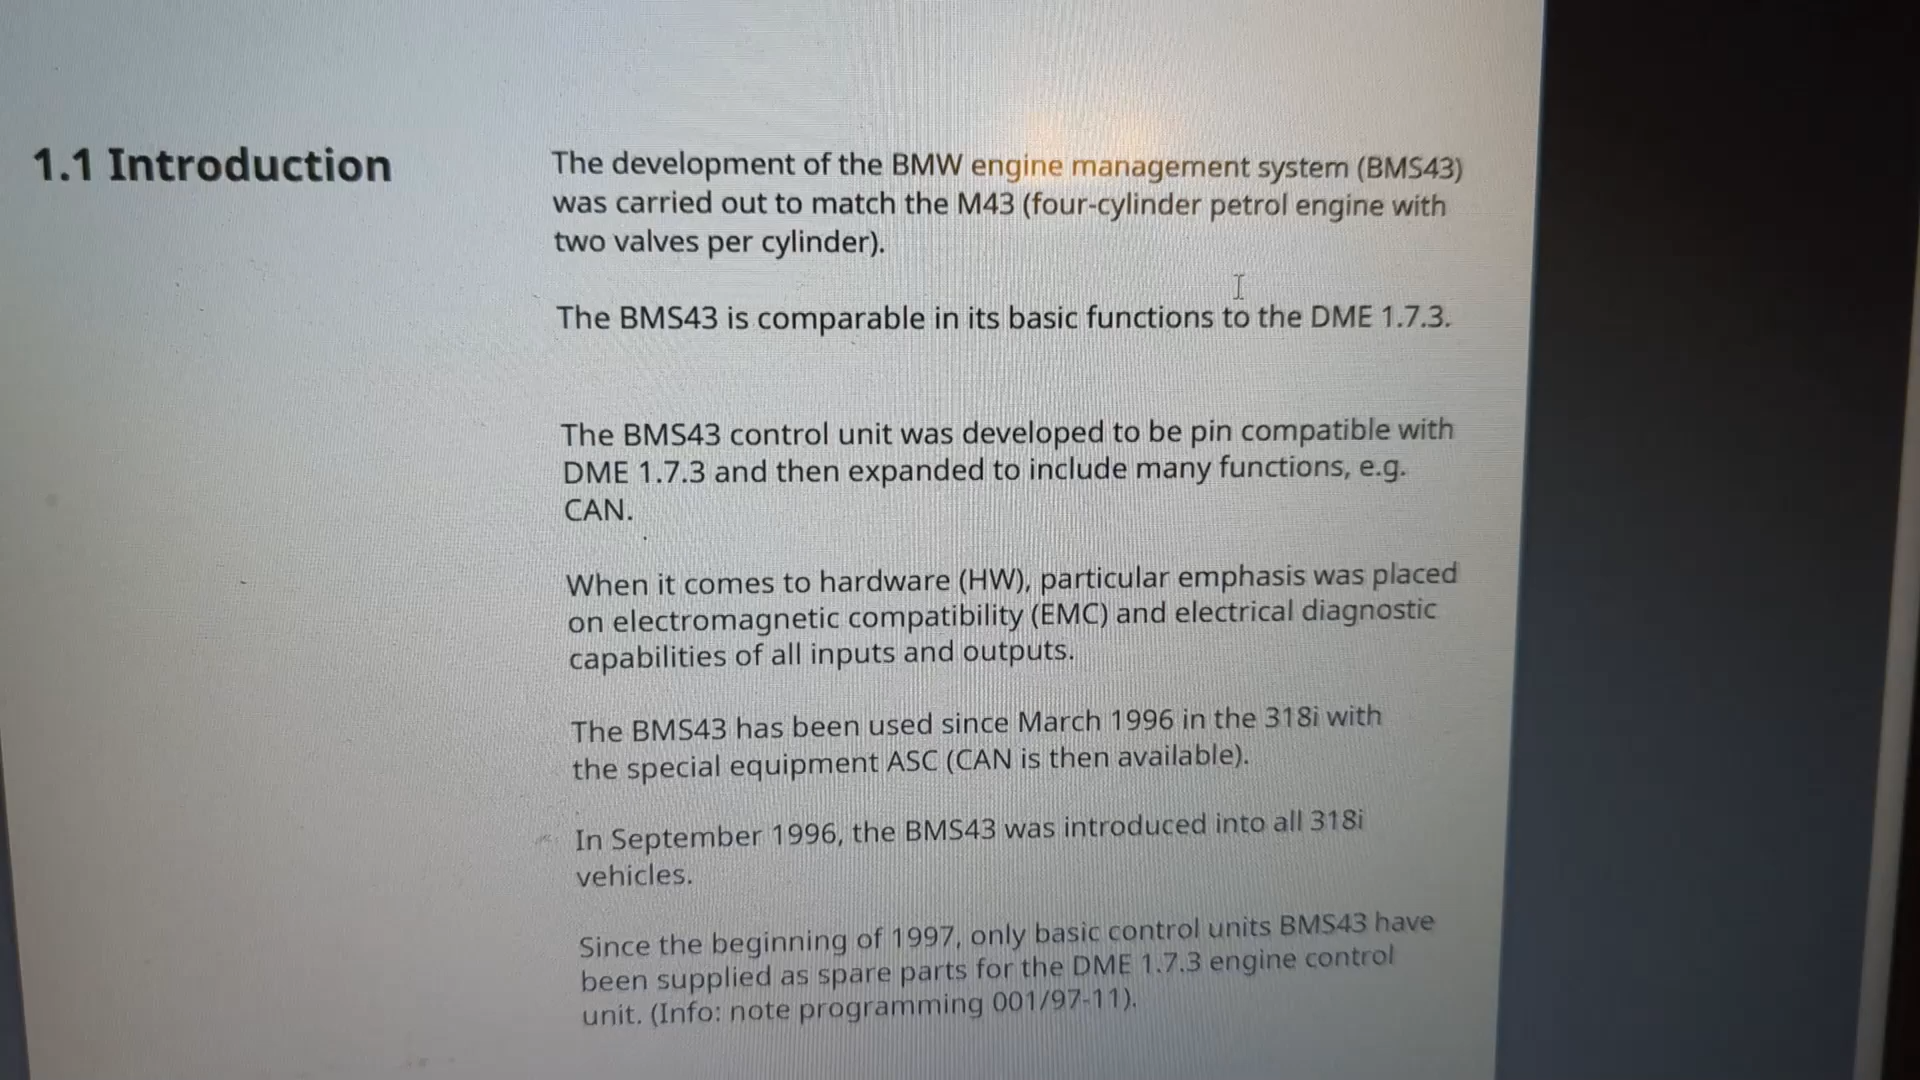 1.1 Introduction
The development of the BMW engine management system (BMS43)
was carried out to match the M43 (four-cylinder petrol engine with
two valves per cylinder).
The BMS43 is comparable in its basic functions to the DME 1.7.3.
The BMS43 control unit was developed to be pin compatible with
DME 1.7.3 and then expanded to include many functions, e.g.
CAN.
When it comes to hardware (HW), particular emphasis was placed
on electromagnetic compatibility (EMC) and electrical diagnostic
capabilities of all inputs and outputs.
The BMS43 has been used since March 1996 in the 318i with
the special equipment ASC (CAN is then available).
In September 1996, the BMS43 was introduced into all 318i
vehicles.
Since the beginning of 1997, only basic control units BMS43 have
been supplied as spare parts for the DME 1.7.3 engine control
unit. (Info: note programming 001/97-11).